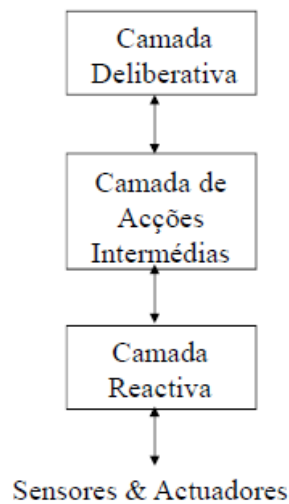 Camada
Deliberativa
Camada de
Acções
Intermédias
Camada
Reactiva
Sensores & Actuadores